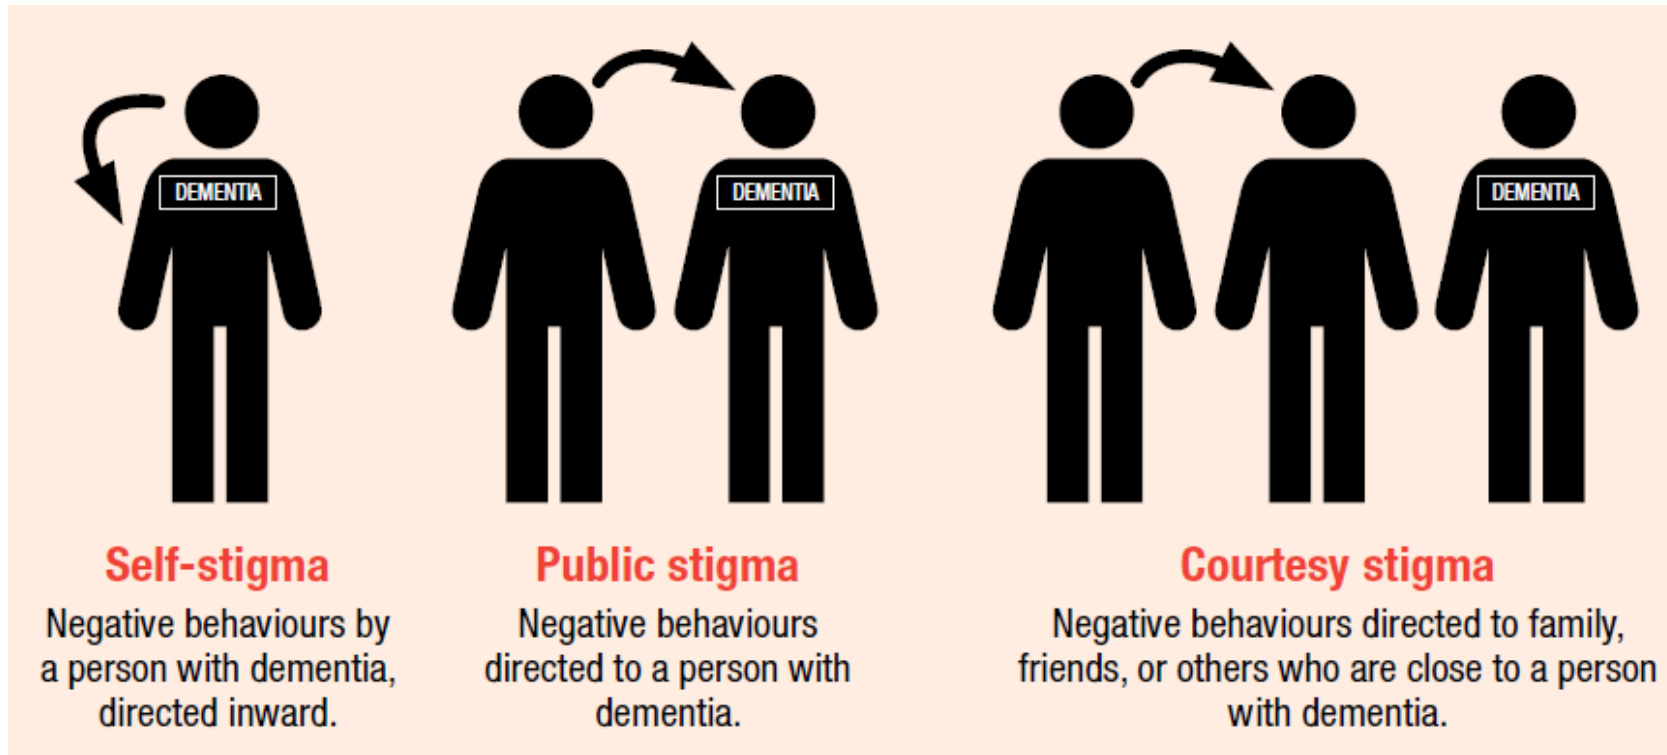 DEMENTIA
DEMENTIA
DEMENTIA
Self-stigma
Negative behaviours by
a person with dementia,
directed inward.
Public stigma
Negative behaviours
directed to a person with
dementia.
Courtesy stigma
Negative behaviours directed to family,
friends, or others who are close to a person
with dementia.